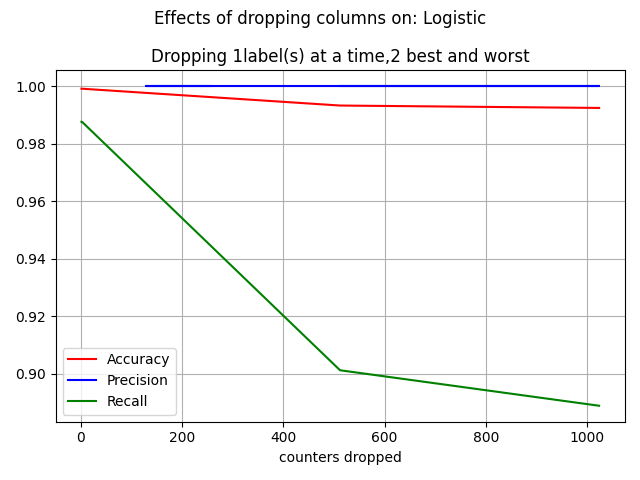 Effects of dropping columns on: Logistic
Dropping 1label(s) at a time,2 best and worst
1.00
0.98
0.96
0.94
0.92
0.90
Accuracy
Precision
Recall
0 200 400 600 800 1000
counters dropped